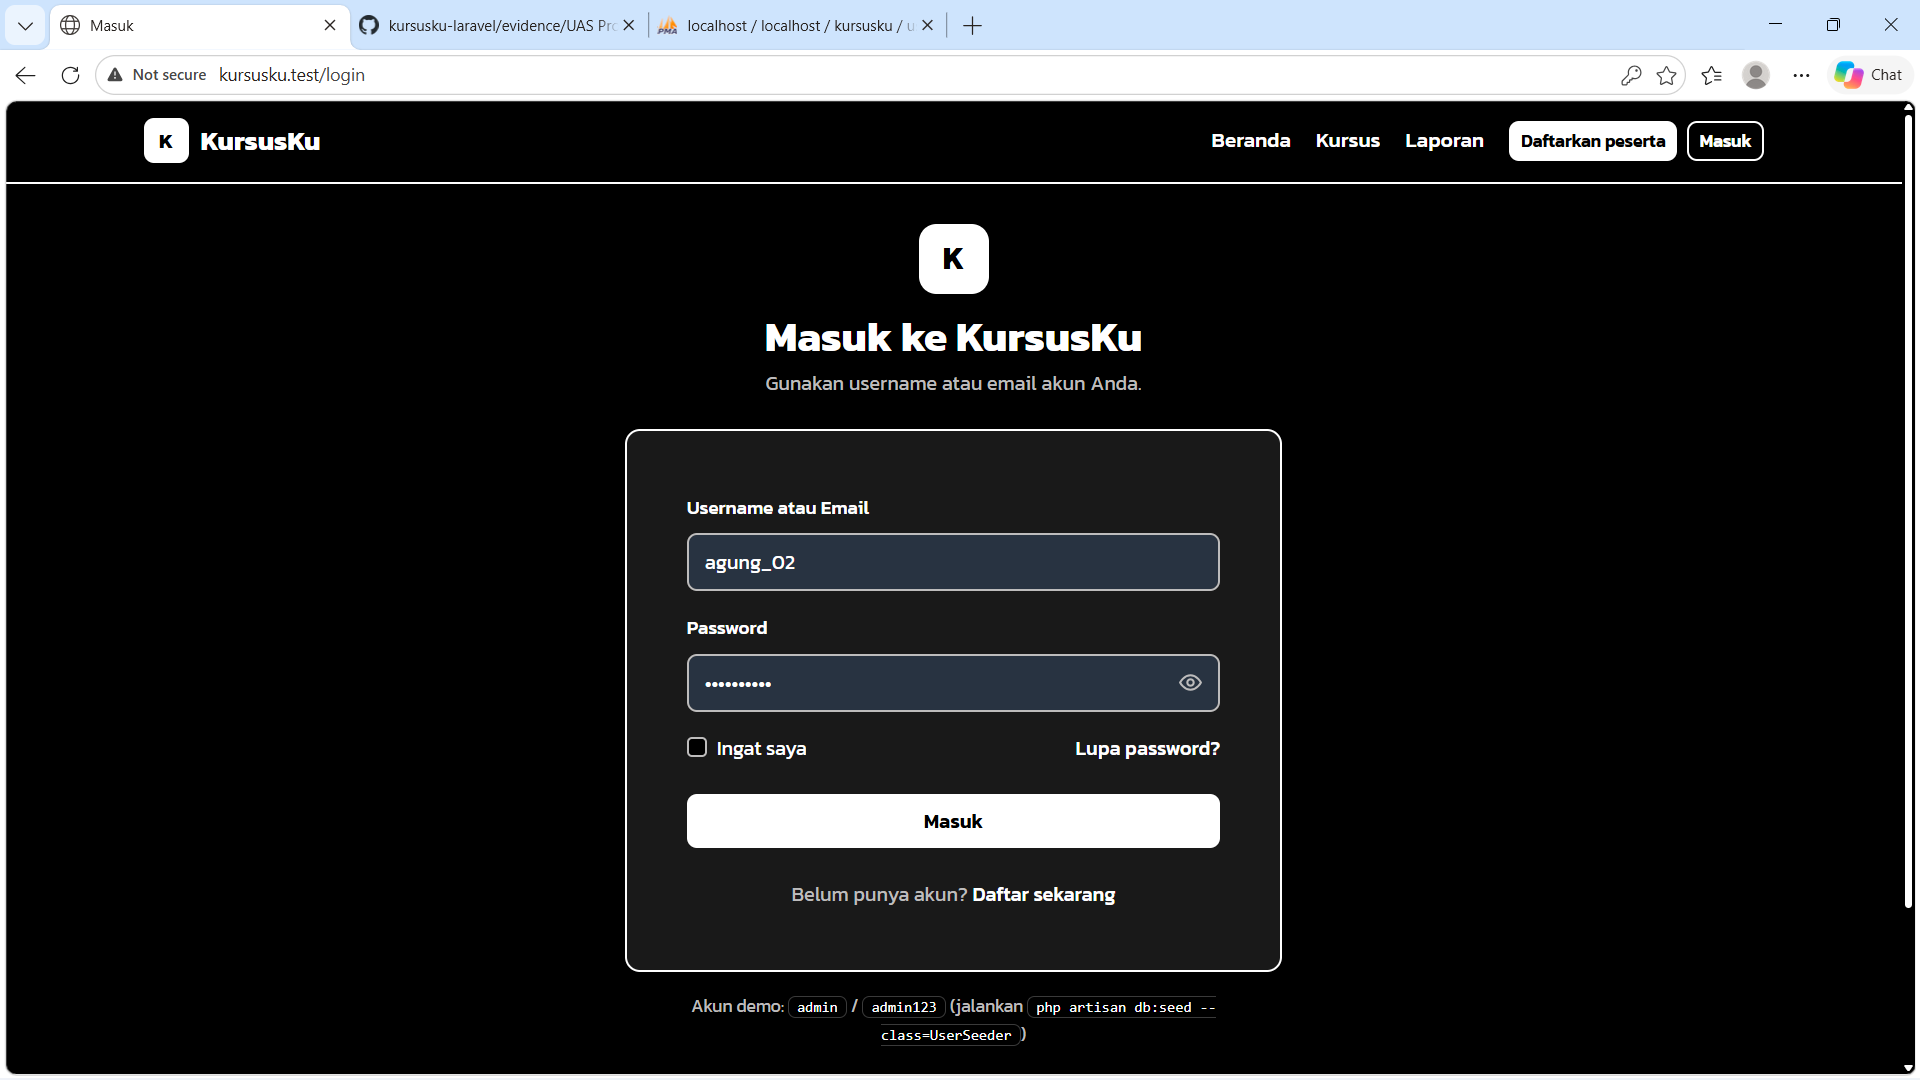 Masuk
kursusku-laravel/evidence/UAS Pro
localhost / localhost / kursusku / u
Not secure
kursusku.test/login
Chat
K
KursusKu
Beranda
Kursus
Laporan
Daftarkan peserta
Masuk
K
Masuk ke KursusKu
Gunakan username atau email akun Anda.
Username atau Email
agung_02
Password
••••••••••
Ingat saya
Lupa password?
Masuk
Belum punya akun? Daftar sekarang
Akun demo: admin / admin123 (jalankan php artisan db:seed --
class=UserSeeder)